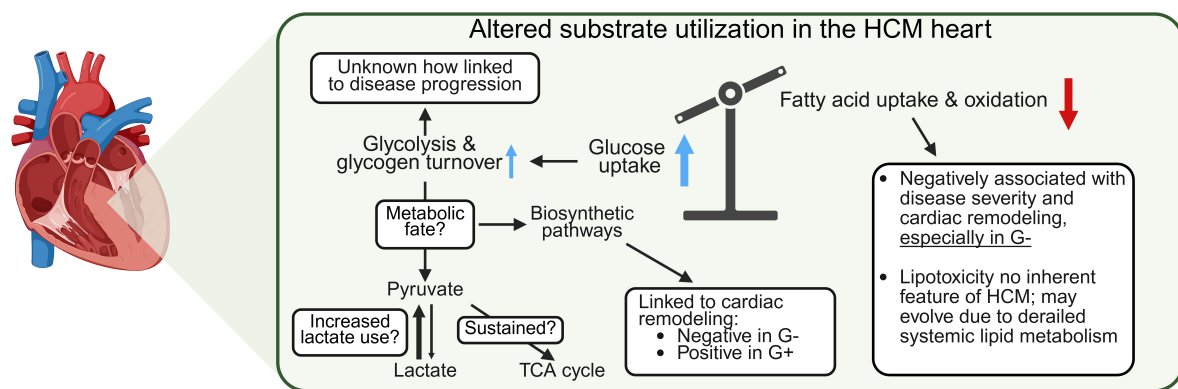 Altered substrate utilization in the HCM heart
Unknown how linked
to disease progression
Glycolysis &
glycogen turnover
Glucose
uptake
Fatty acid uptake & oxidation
Metabolic
fate?
Biosynthetic
pathways
Pyruvate
Increased
lactate use?
Sustained?
Lactate
TCA cycle
Linked to cardiac
remodeling:
• Negative in G-
• Positive in G+
• Negatively associated with
disease severity and
cardiac remodeling,
especially in G-
• Lipotoxicity no inherent
feature of HCM; may
evolve due to derailed
systemic lipid metabolism